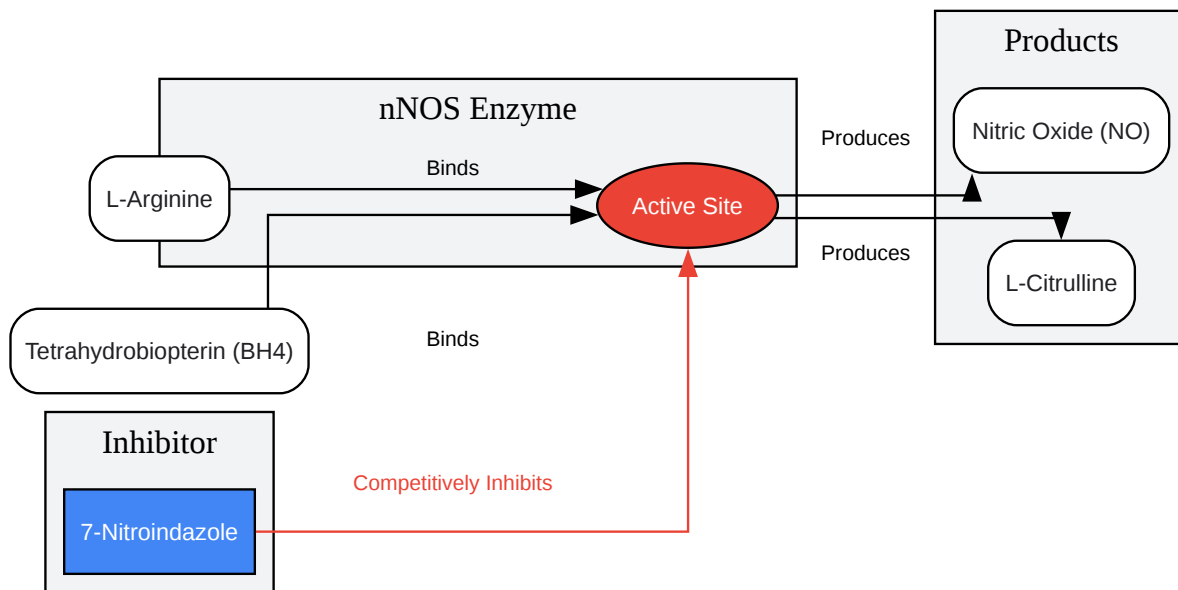 Products
nNOS Enzyme
Nitric Oxide (NO)
Produces
Binds
L-Arginine
Active Site
Produces
L-Citrulline
Tetrahydrobiopterin (BH4)
Binds
Inhibitor
Competitively Inhibits
7-Nitroindazole